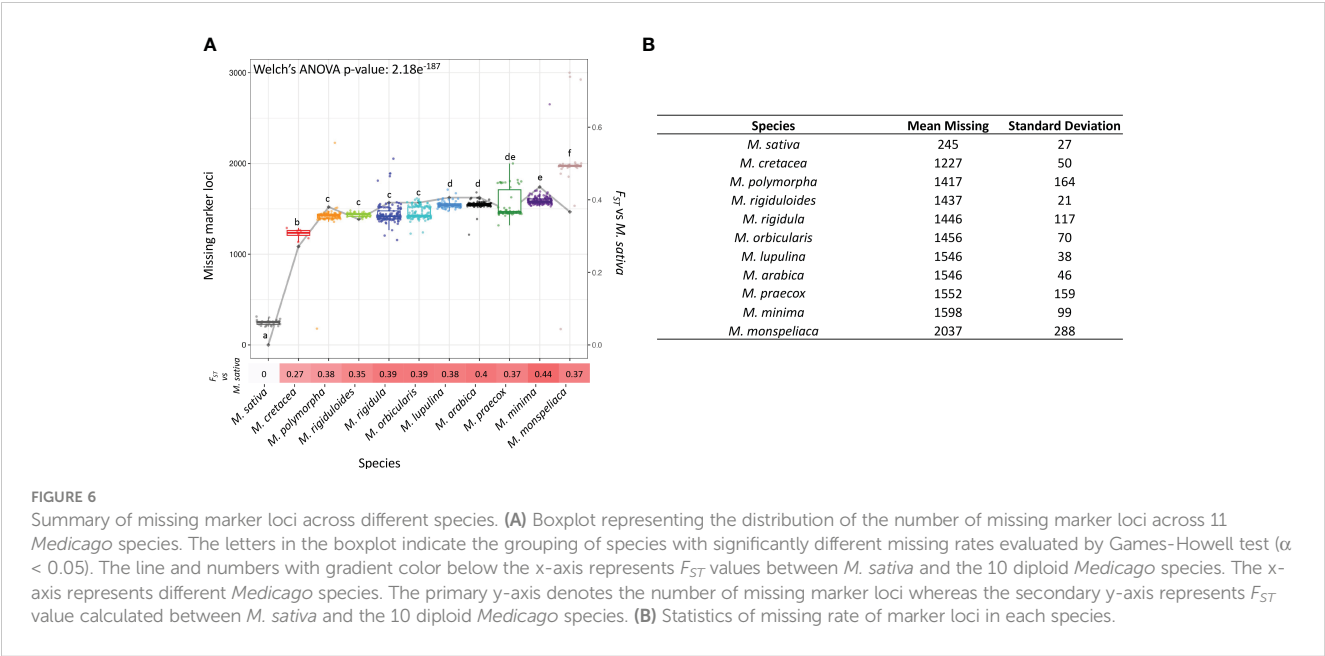 A
B
Welch's ANOVA p-value: 2.18e-187
3000
2000
1000
0
Missing marker loci
a
b
c
c
c
c
d
d
de
e
f
0.6
0.4
0.2
0.0
FST vs M. sativa
FST
vs
M. sativa
0 0.27 0.38 0.35 0.39 0.39 0.38 0.4 0.37 0.44 0.37
M. sativa
M. cretacea
M. polymorpha
M. rigiduloides
M. rigidula
M. orbicularis
M. lupulina
M. arabica
M. praecox
M. minima
M. monspeliaca
Species
Species Mean Missing Standard Deviation
M. sativa 245 27
M. cretacea 1227 50
M. polymorpha 1417 164
M. rigiduloides 1437 21
M. rigidula 1446 117
M. orbicularis 1456 70
M. lupulina 1546 38
M. arabica 1546 46
M. praecox 1552 159
M. minima 1598 99
M. monspeliaca 2037 288
FIGURE 6
Summary of missing marker loci across different species. (A) Boxplot representing the distribution of the number of missing marker loci across 11
Medicago species. The letters in the boxplot indicate the grouping of species with significantly different missing rates evaluated by Games-Howell test (α
< 0.05). The line and numbers with gradient color below the x-axis represents FST values between M. sativa and the 10 diploid Medicago species. The x-
axis represents different Medicago species. The primary y-axis denotes the number of missing marker loci whereas the secondary y-axis represents FST
value calculated between M. sativa and the 10 diploid Medicago species. (B) Statistics of missing rate of marker loci in each species.